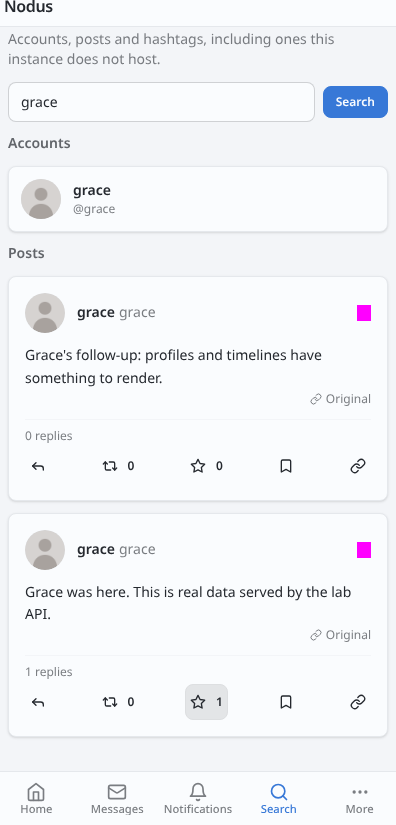 Nodus
Accounts, posts and hashtags, including ones this
instance does not host.
grace
Search
Accounts
grace
@grace
Posts
grace grace
Grace's follow-up: profiles and timelines have
something to render.
Original
0 replies
0
0
grace grace
Grace was here. This is real data served by the lab
API.
Original
1 replies
0
1
Home
Messages
Notifications
Search
More